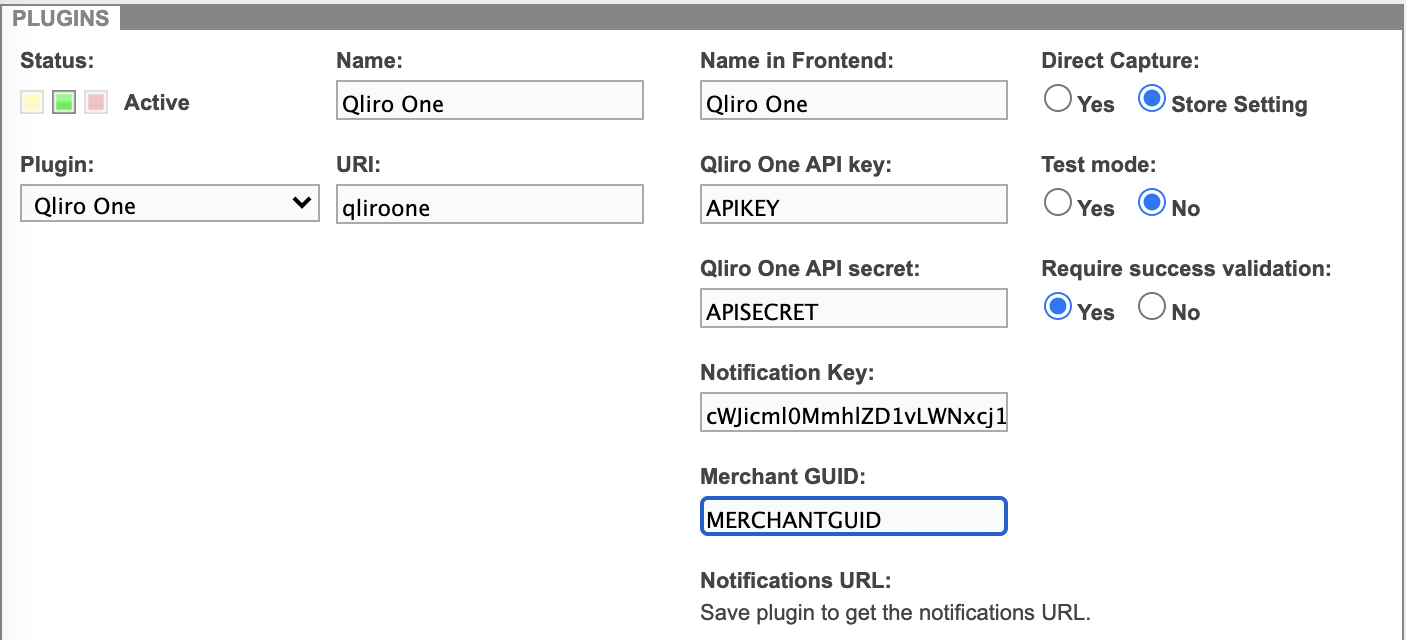 PLUGINS
Status: Name: Name in Frontend: Direct Capture:
Active Qliro One Qliro One Yes Store Setting
Plugin: URI: Qliro One API key: Test mode:
Qliro One qliroone APIKEY Yes No
Qliro One API secret: Require success validation:
APISECRET Yes No
Notification Key:
cWJicml0MmhlZD1vLWNxcj1
Merchant GUID:
MERCHANTGUID
Notifications URL:
Save plugin to get the notifications URL.